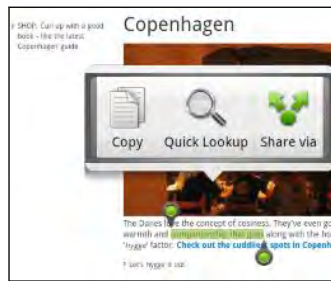 SHOP: Curl up with a good
book - like the latest
Copenhagen guide
Copenhagen
Copy Quick Lookup Share via
The Danes love the concept of cosiness. They've even go
warmth and companionship that goes along with the ho
'hygge' factor. Check out the cuddliest spots in Copenh
Let's hygge it out